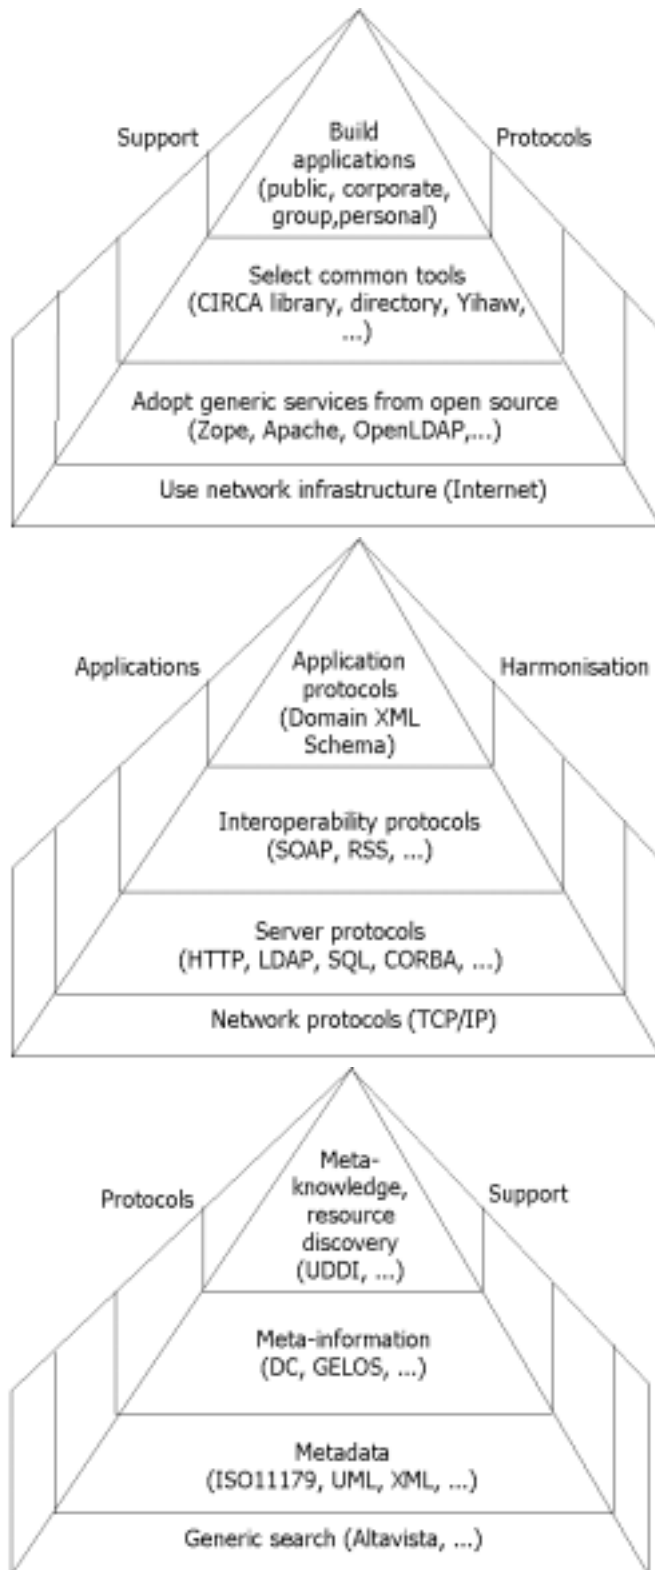 Support
Protocols
Build
applications
(public, corporate,
group,personal)
Select common tools
(CIRCA library, directory, Yihaw,
...)
Adopt generic services from open source
(Zope, Apache, OpenLDAP,...)
Use network infrastructure (Internet)
Applications
Harmonisation
Application
protocols
(Domain XML
Schema)
Interoperability protocols
(SOAP, RSS, ...)
Server protocols
(HTTP, LDAP, SQL, CORBA, ...)
Network protocols (TCP/IP)
Protocols
Support
Meta-
knowledge,
resource
discovery
(UDDI, ...)
Meta-information
(DC, GELOS, ...)
Metadata
(ISO11179, UML, XML, ...)
Generic search (Altavista, ...)